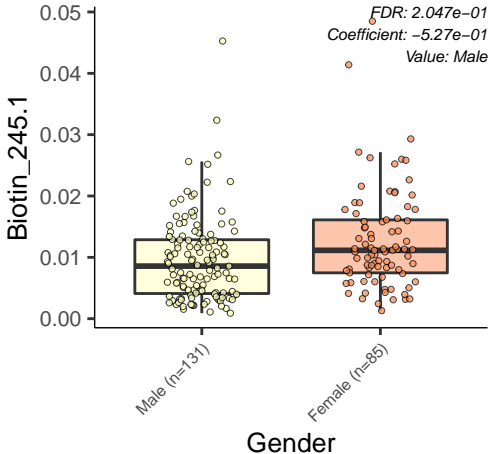 FDR: 2.047e−01
Coefficient: −5.27e−01
Value: Male
0.05
0.04
0.03
0.02
0.01
0.00
Biotin_245.1
Male (n=131)
Female (n=85)
Gender